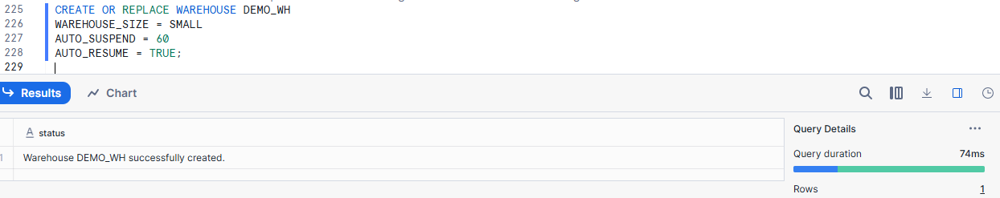 225 CREATE OR REPLACE WAREHOUSE DEMO_WH
226 WAREHOUSE_SIZE = SMALL
227 AUTO_SUSPEND = 60
228 AUTO_RESUME = TRUE;
229
Results Chart
A status
1 Warehouse DEMO_WH successfully created.
Query Details ...
Query duration 74ms
Rows 1